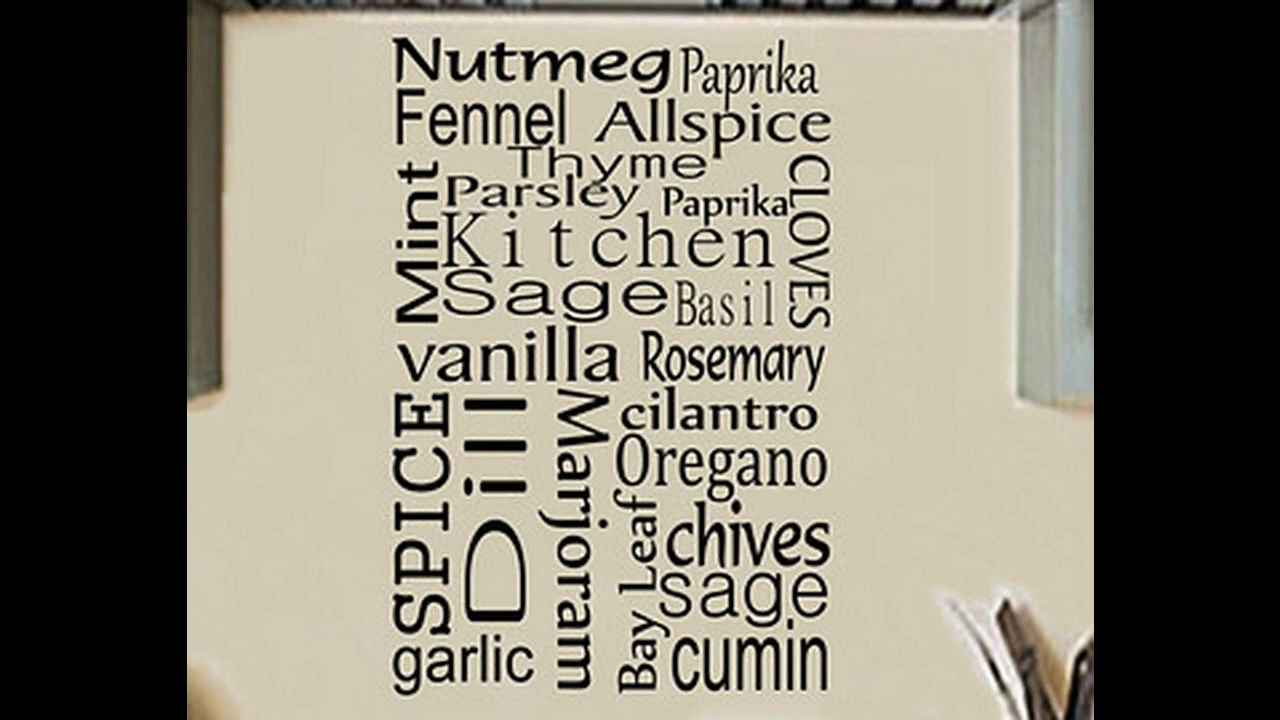 Nutmeg Paprika
Fennel Allspice
Thyme
Mint
Parsley Paprika
CLOVES
Kitchen
Sage Basil
vanilla Rosemary
SPICE
Dill
Marjoram
cilantro
Oregano
Bay Leaf
chives
sage
garlic
cumin